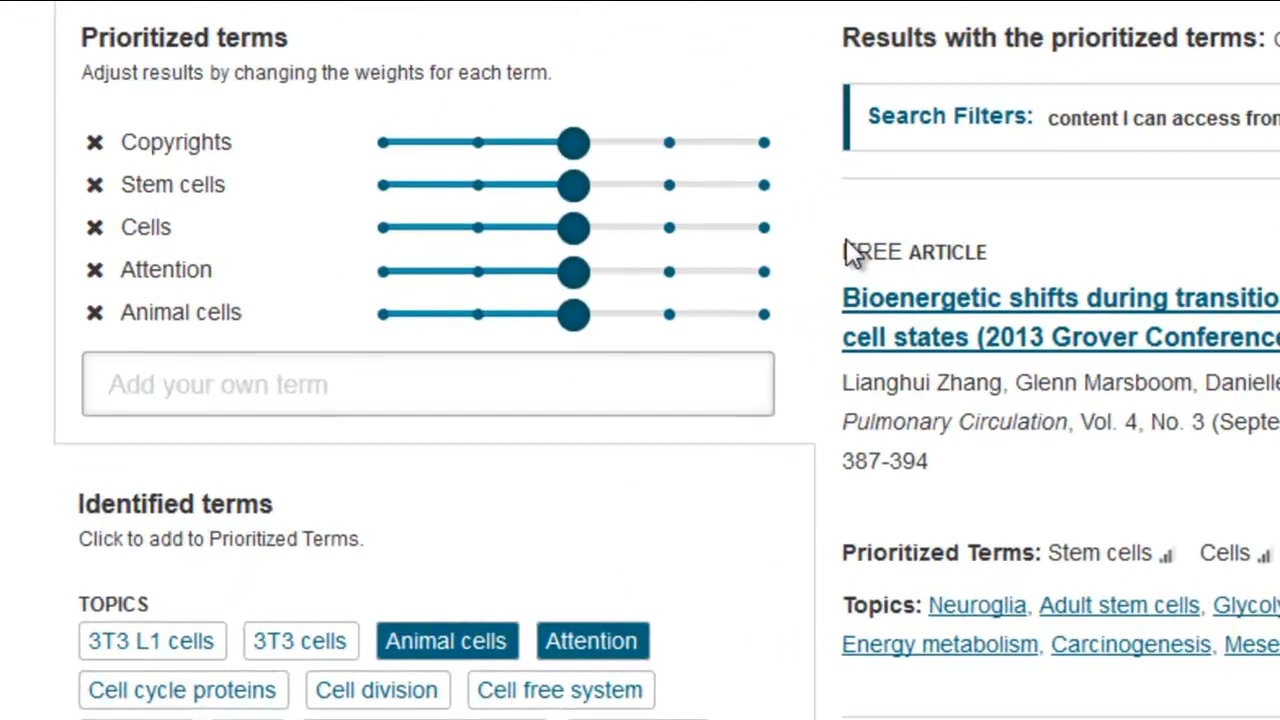 Prioritized terms
Adjust results by changing the weights for each term.
Copyrights
Stem cells
Cells
Attention
Animal cells
Add your own term
Identified terms
Click to add to Prioritized Terms.
TOPICS
3T3 L1 cells 3T3 cells Animal cells Attention
Cell cycle proteins Cell division Cell free system
Results with the prioritized terms:
Search Filters: content I can access from
FREE ARTICLE
Bioenergetic shifts during transitio
cell states (2013 Grover Conference
Lianghui Zhang, Glenn Marsboom, Danielle
Pulmonary Circulation, Vol. 4, No. 3 (Septe
387-394
Prioritized Terms: Stem cells Cells
Topics: Neuroglia, Adult stem cells, Glycoly
Energy metabolism, Carcinogenesis, Mese